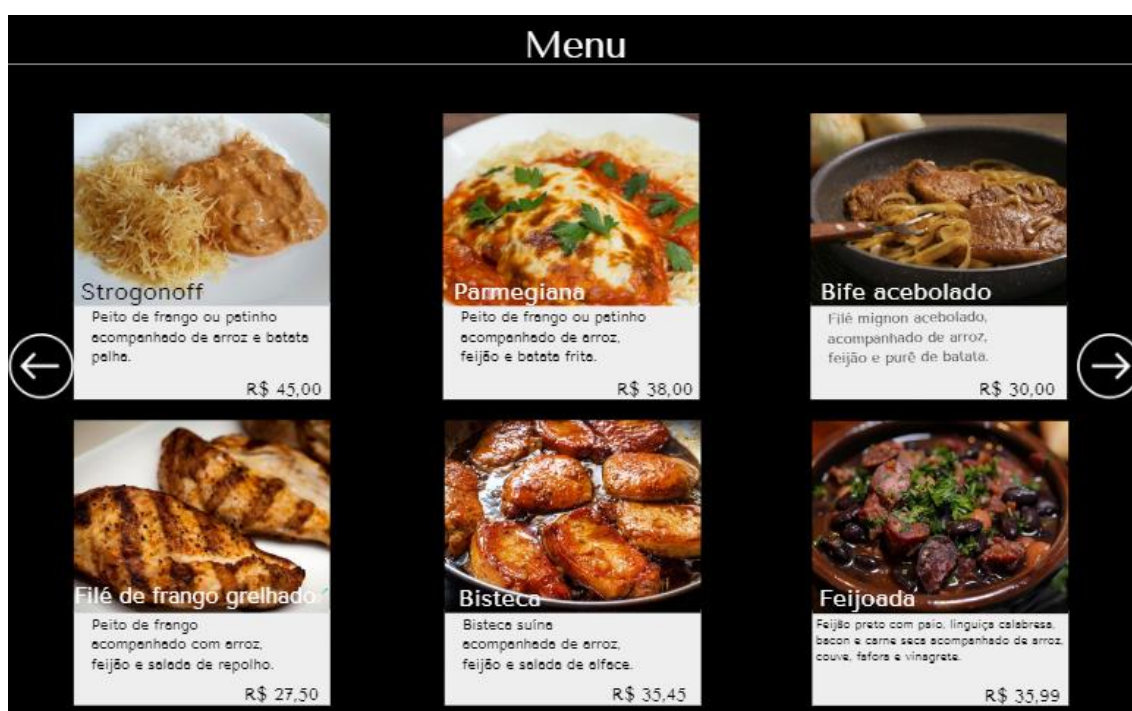 Menu
Strogonoff
Peito de frango ou patinho
acompanhado de arroz e batata
palha.
R$ 45,00
Parmegiana
Peito de frango ou patinho
acompanhado de arroz,
feijão e batata frita.
R$ 38,00
Bife acebolado
Filé mignon acebolado,
acompanhado de arroz,
feijão e purê de batata.
R$ 30,00
Filé de frango grelhado
Peito de frango
acompanhado com arroz,
feijão e salada de repolho.
R$ 27,50
Bisteca
Bisteca suína
acompanhada de arroz,
feijão e salada de alface.
R$ 35,45
Feijoada
Feijão preto com paio, linguiça calabresa,
bacon e carne seca acompanhado de arroz,
couve, fafora e vinagrete.
R$ 35,99